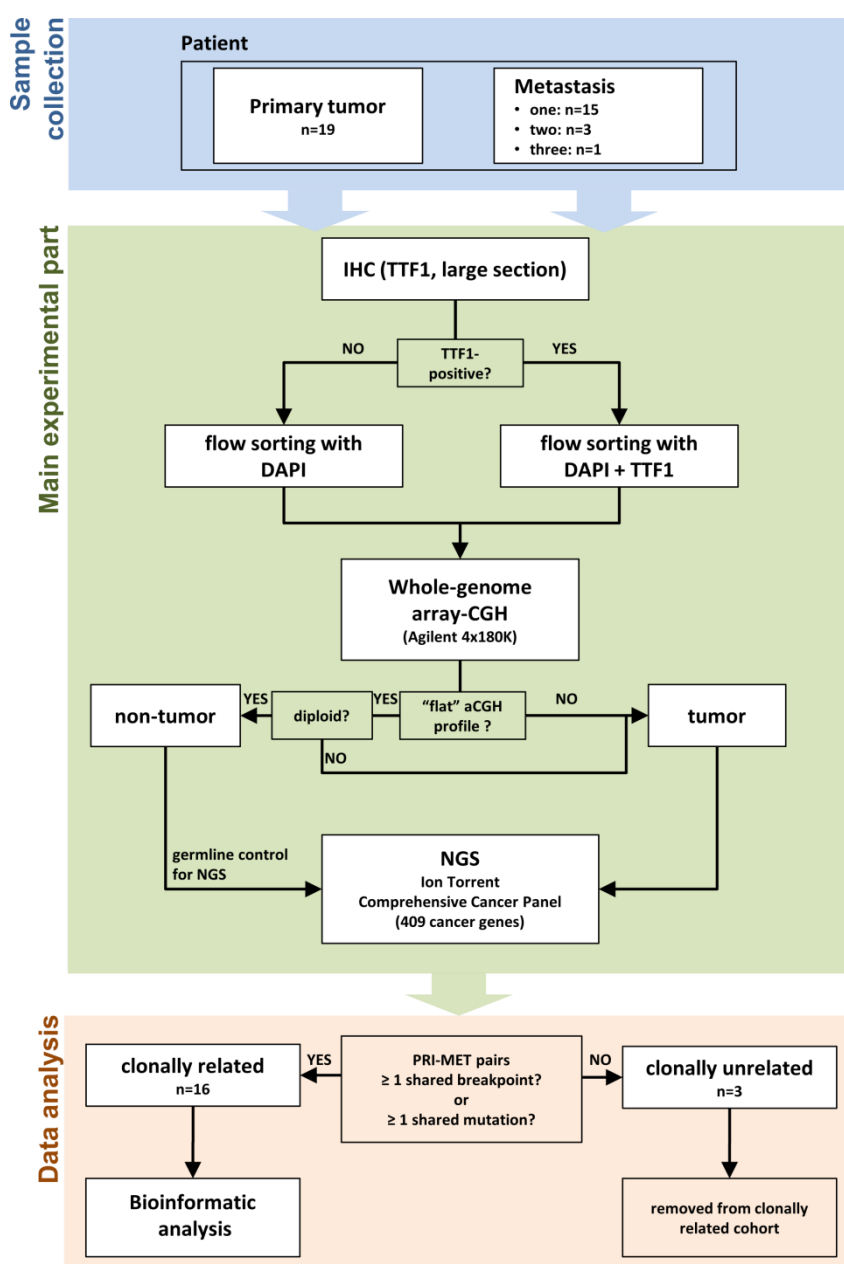 Sample
collection
Patient
Primary tumor
n=19
Metastasis
• one: n=15
• two: n=3
• three: n=1
Main experimental part
IHC (TTF1, large section)
NO
TTF1-
positive?
YES
flow sorting with
DAPI
flow sorting with
DAPI + TTF1
Whole-genome
array-CGH
(Agilent 4x180K)
non-tumor
YES
diploid?
YES
“flat” aCGH
profile ?
NO
tumor
NO
germline control
for NGS
NGS
Ion Torrent
Comprehensive Cancer Panel
(409 cancer genes)
Data analysis
clonally related
n=16
YES
PRI-MET pairs
≥ 1 shared breakpoint?
or
≥ 1 shared mutation?
NO
clonally unrelated
n=3
Bioinformatic
analysis
removed from clonally
related cohort